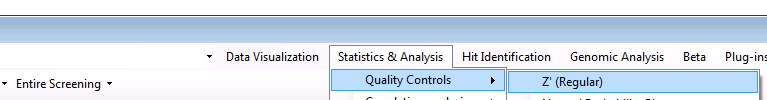 Data Visualization Statistics & Analysis Hit Identification Genomic Analysis Beta Plug-ins
Entire Screening Quality Controls Z' (Regular)